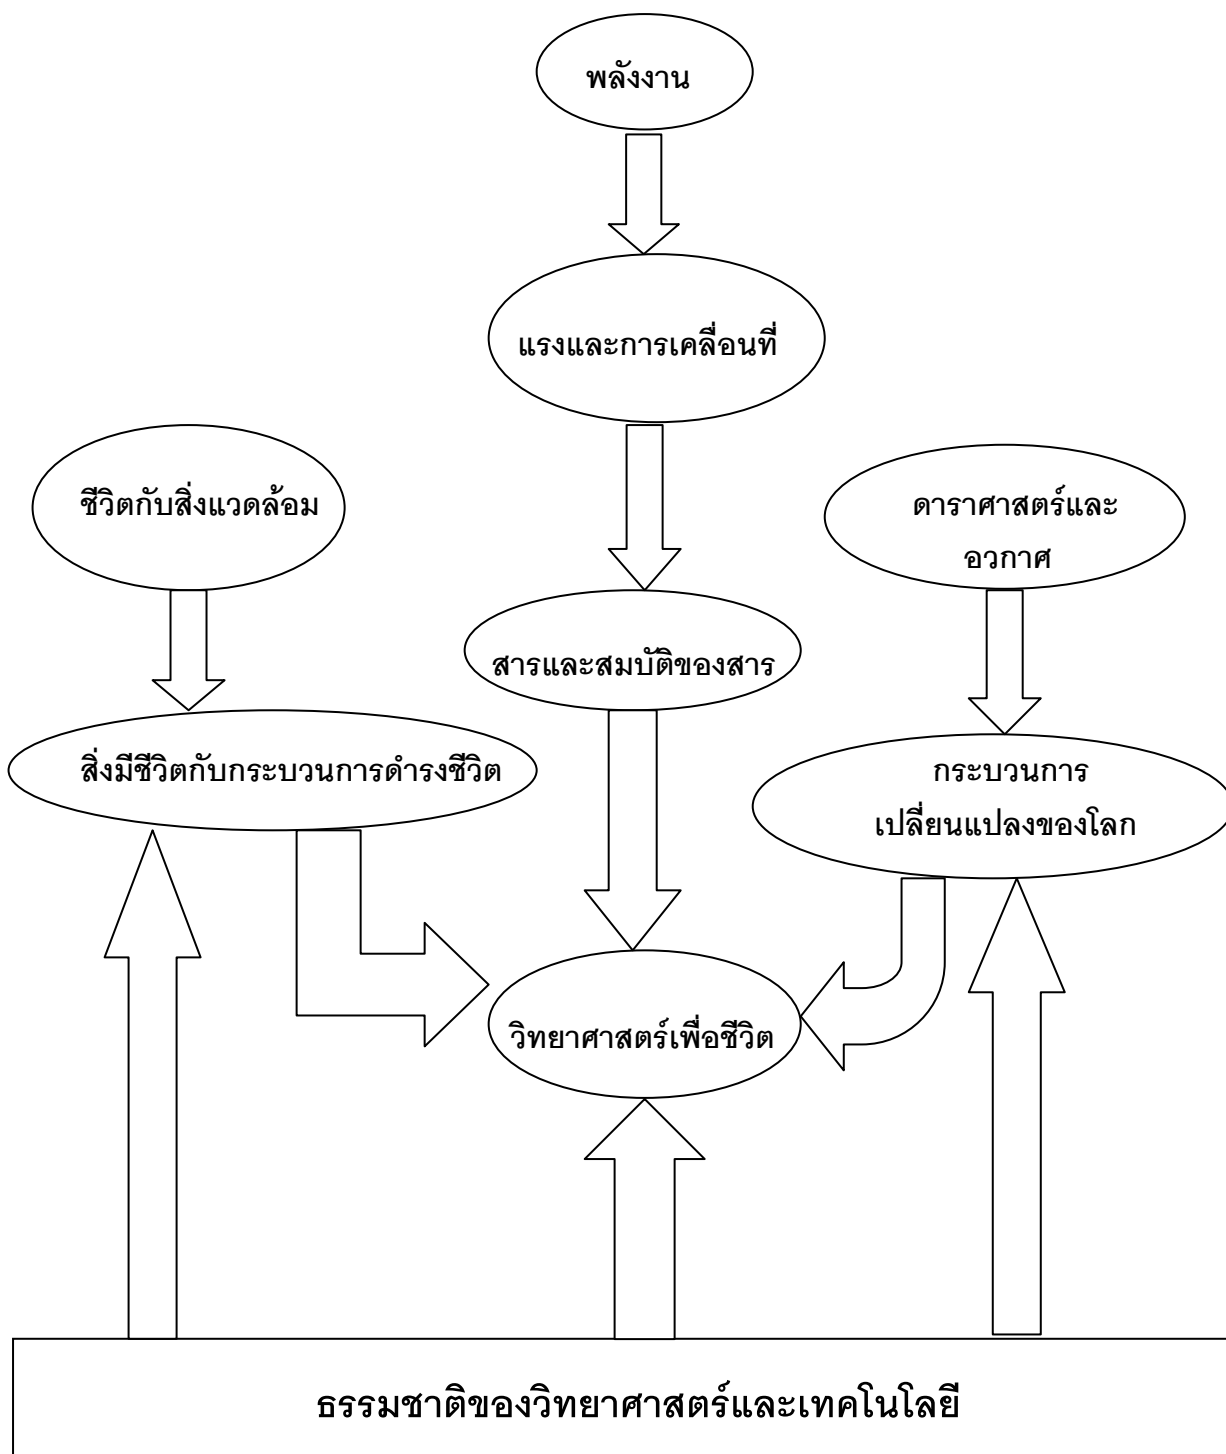 พลังงาน
แรงและการเคลื่อนที่
ชีวิตกับสิ่งแวดล้อม
ดาราศาสตร์และ
อวกาศ
สารและสมบัติของสาร
สิ่งมีชีวิตกับกระบวนการดำรงชีวิต
กระบวนการ
เปลี่ยนแปลงของโลก
วิทยาศาสตร์เพื่อชีวิต
ธรรมชาติของวิทยาศาสตร์และเทคโนโลยี